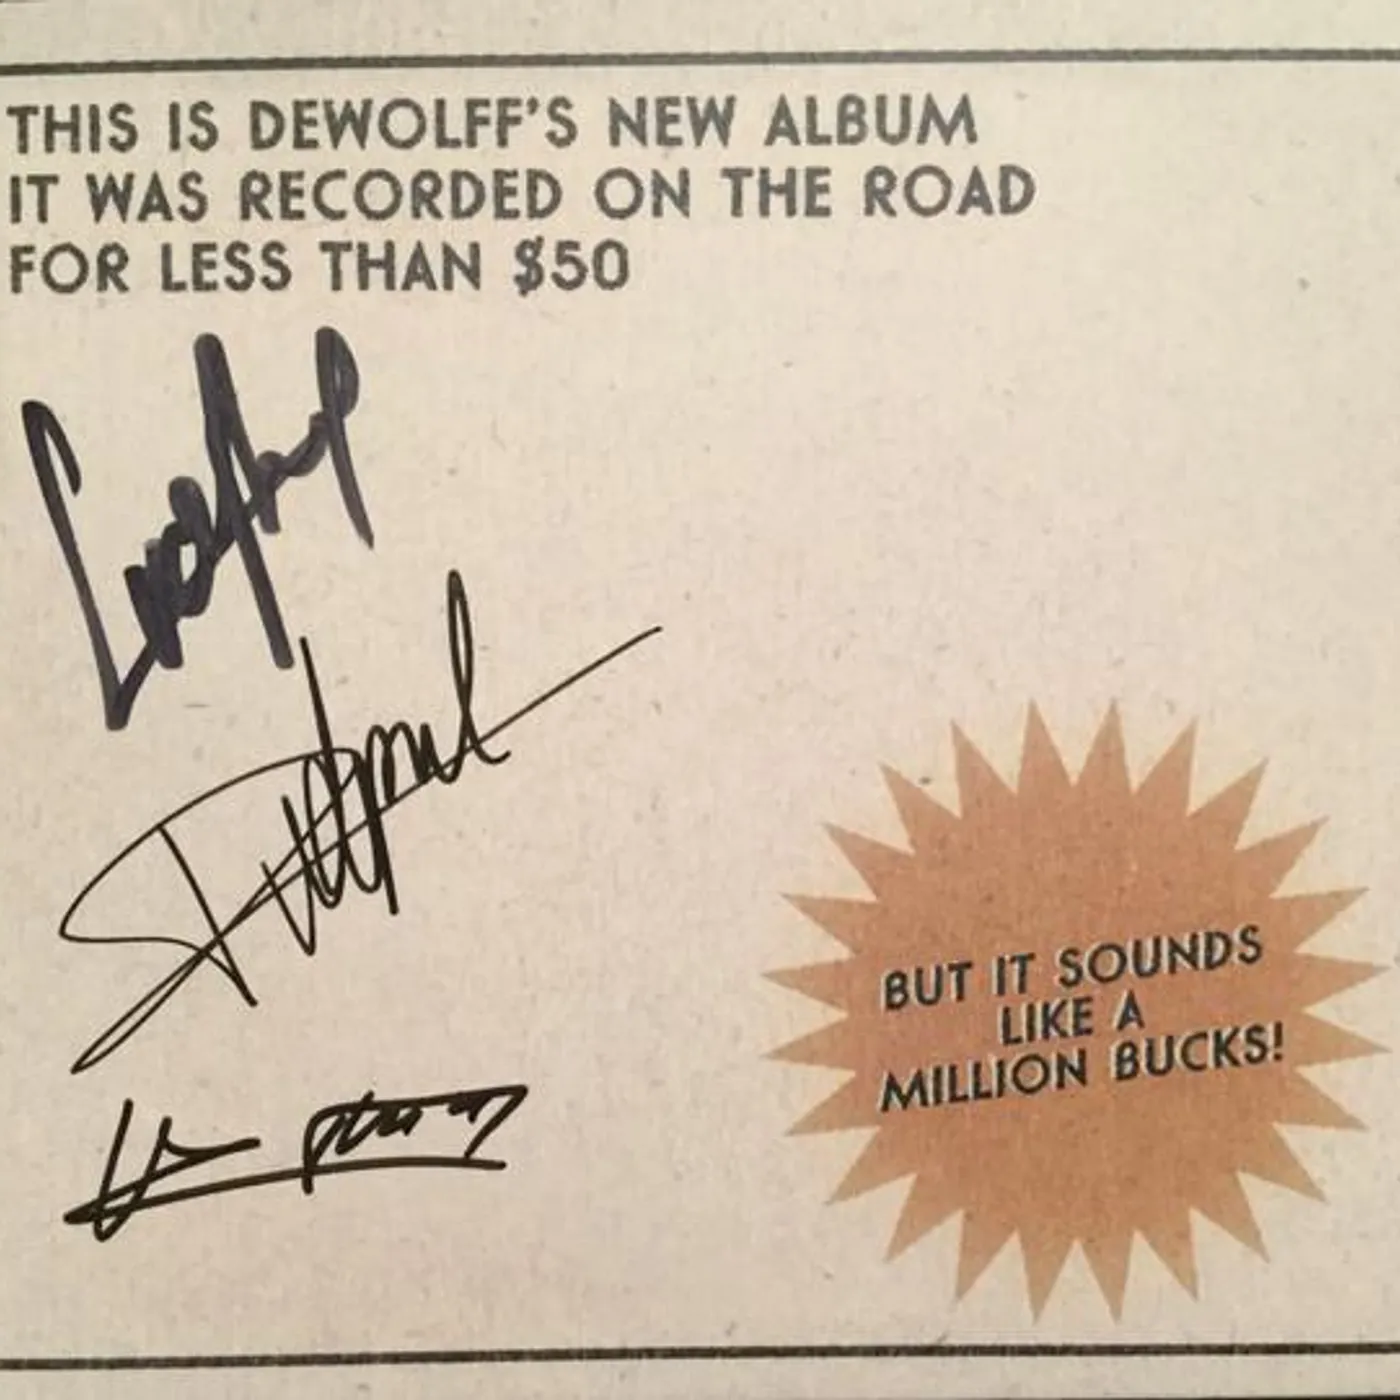 THIS IS DEWOLFF'S NEW ALBUM
IT WAS RECORDED ON THE ROAD
FOR LESS THAN $50
BUT IT SOUNDS
LIKE A
MILLION BUCKS!